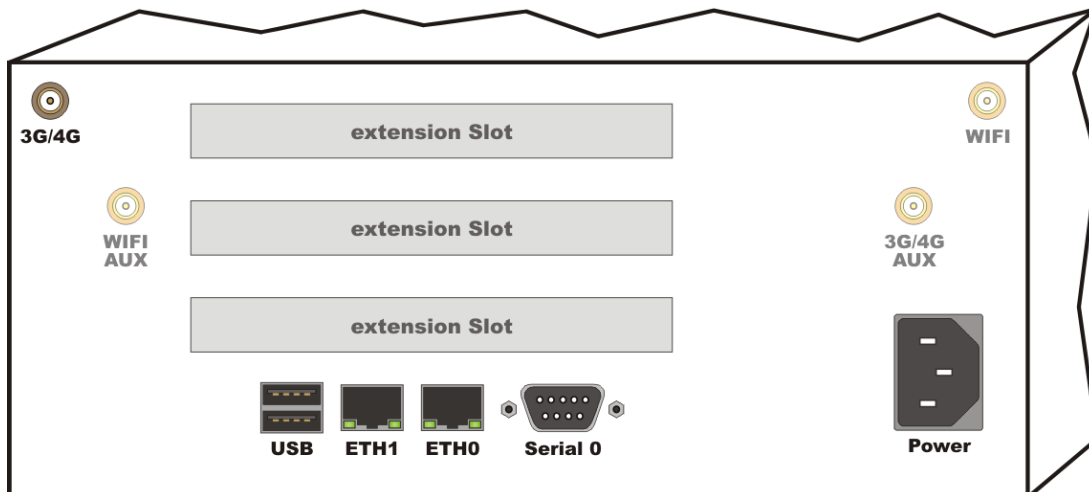 3G/4G
extension Slot
WIFI
WIFI
AUX
extension Slot
3G/4G
AUX
extension Slot
USB
ETH1
ETH0
Serial 0
Power